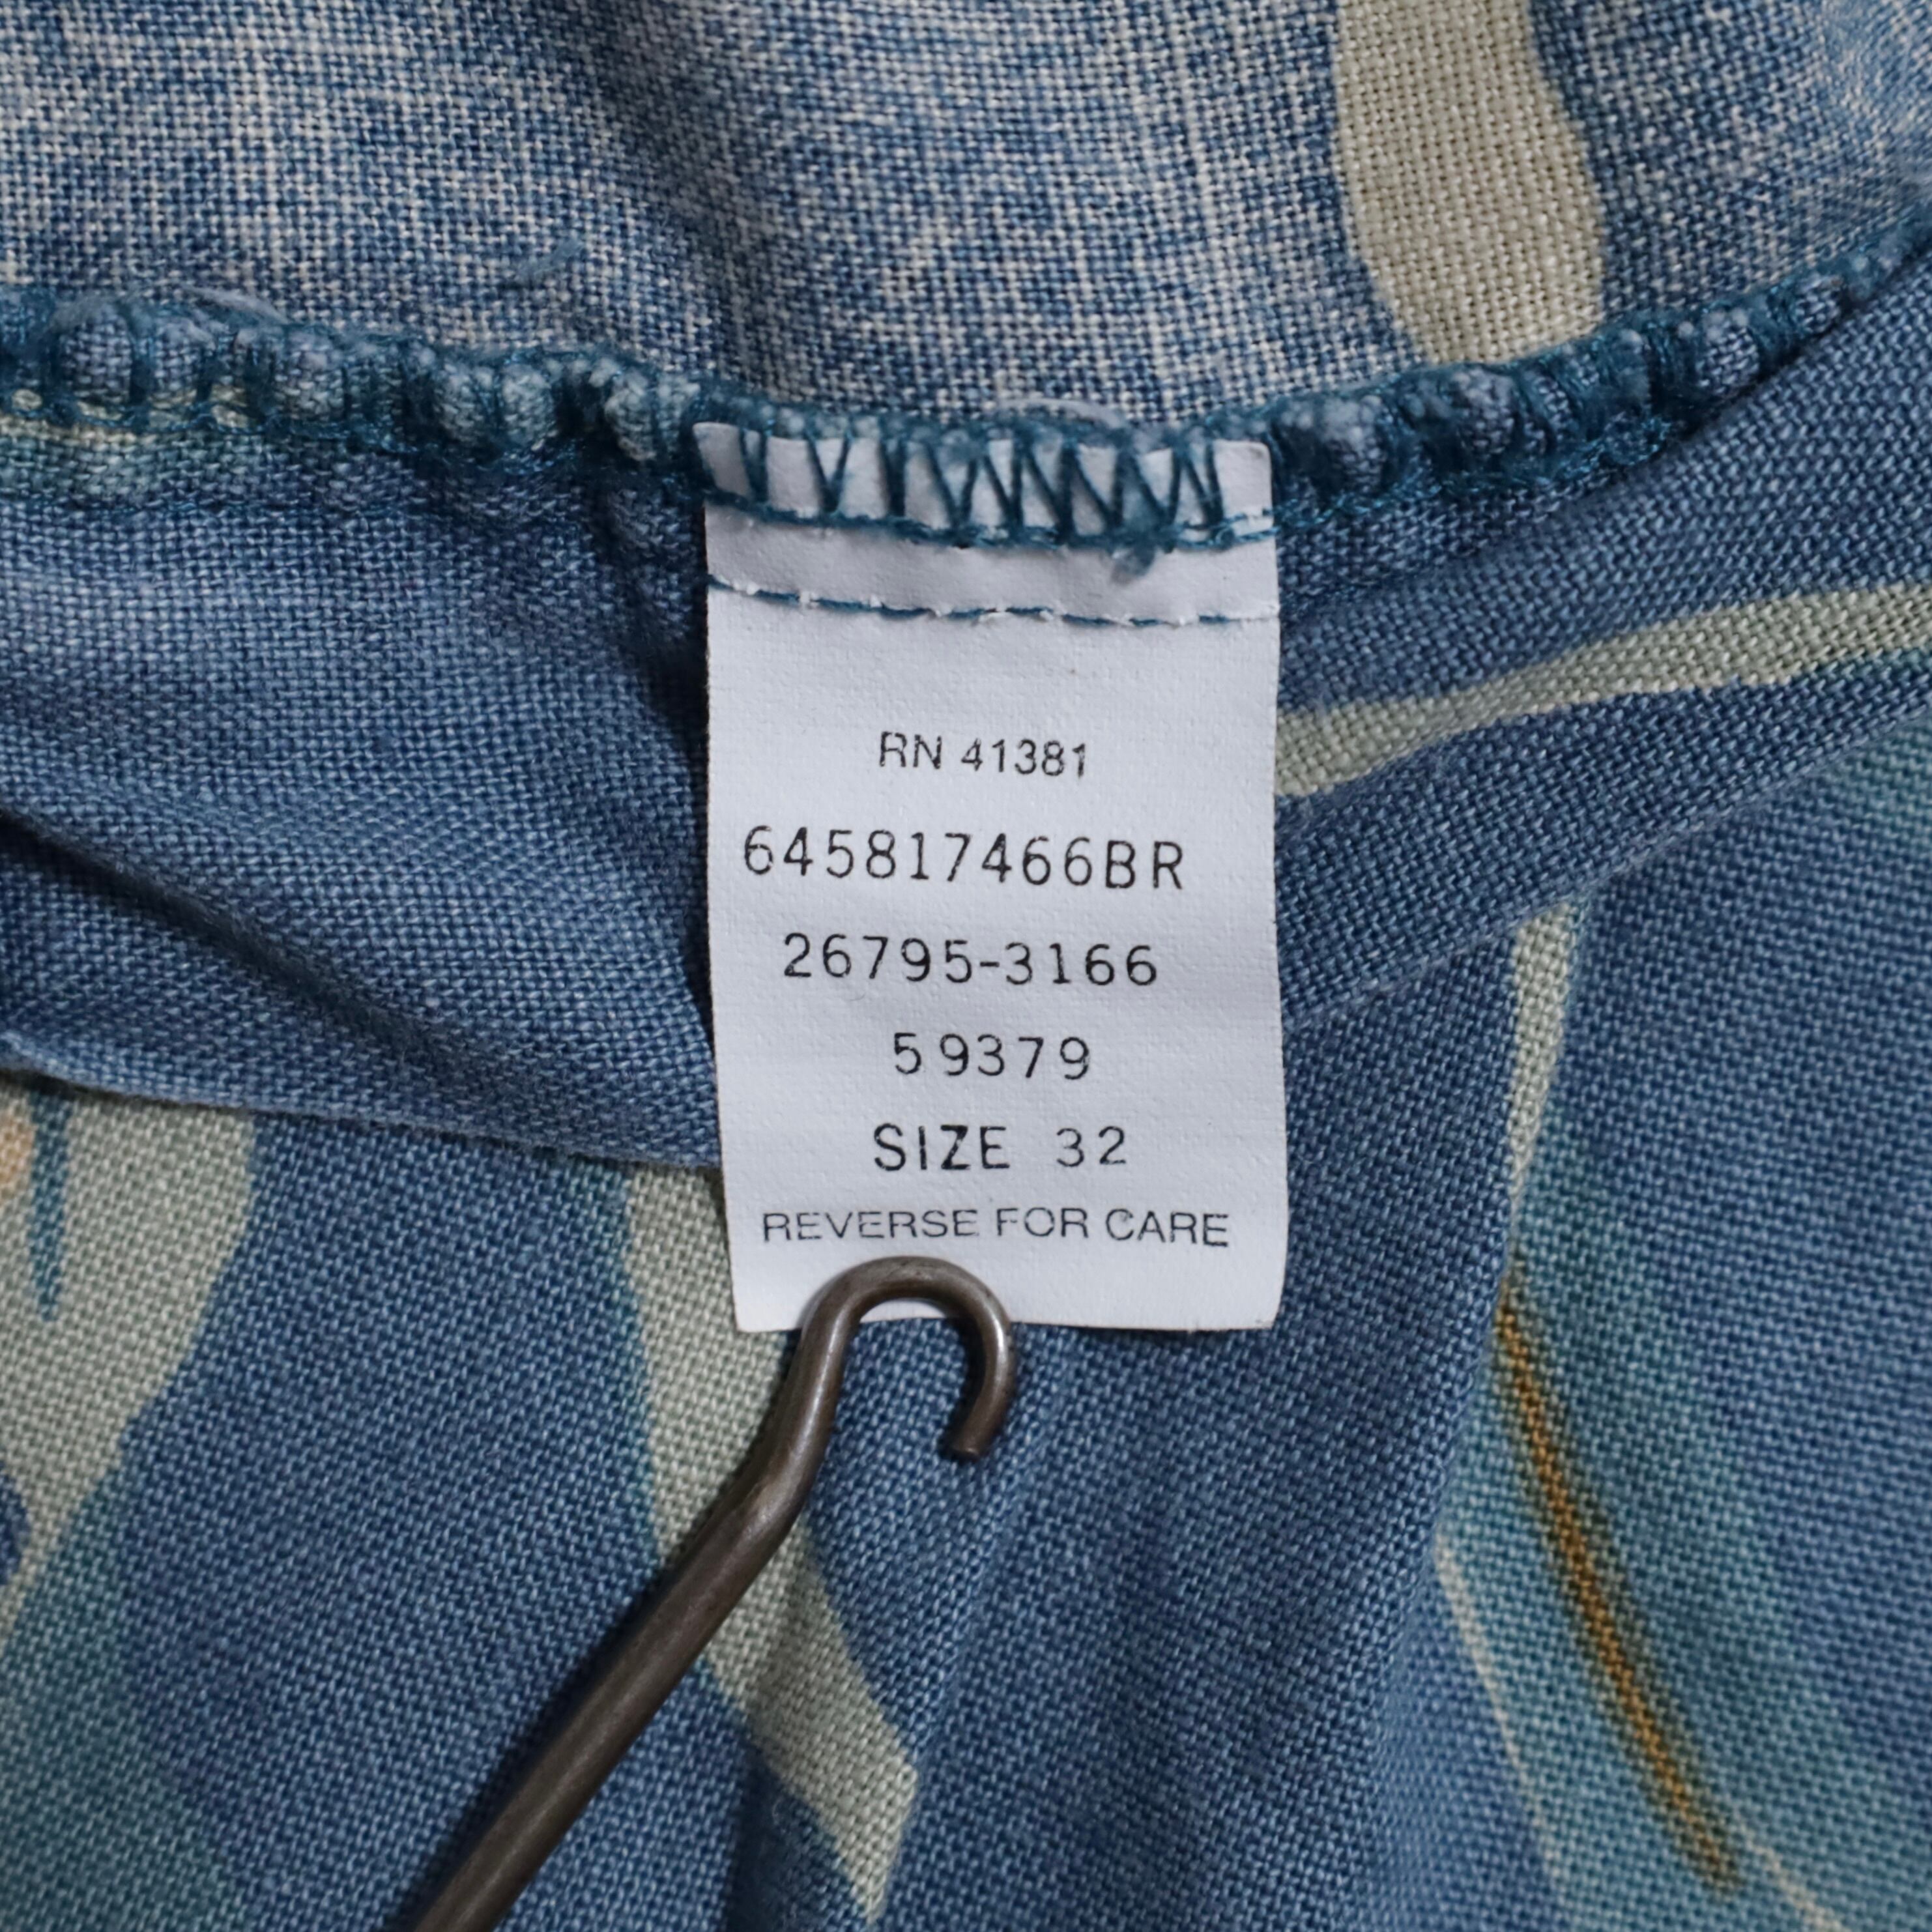 RN 41381
645817466BR
26795-3166
59379
SIZE 32
REVERSE FOR CARE